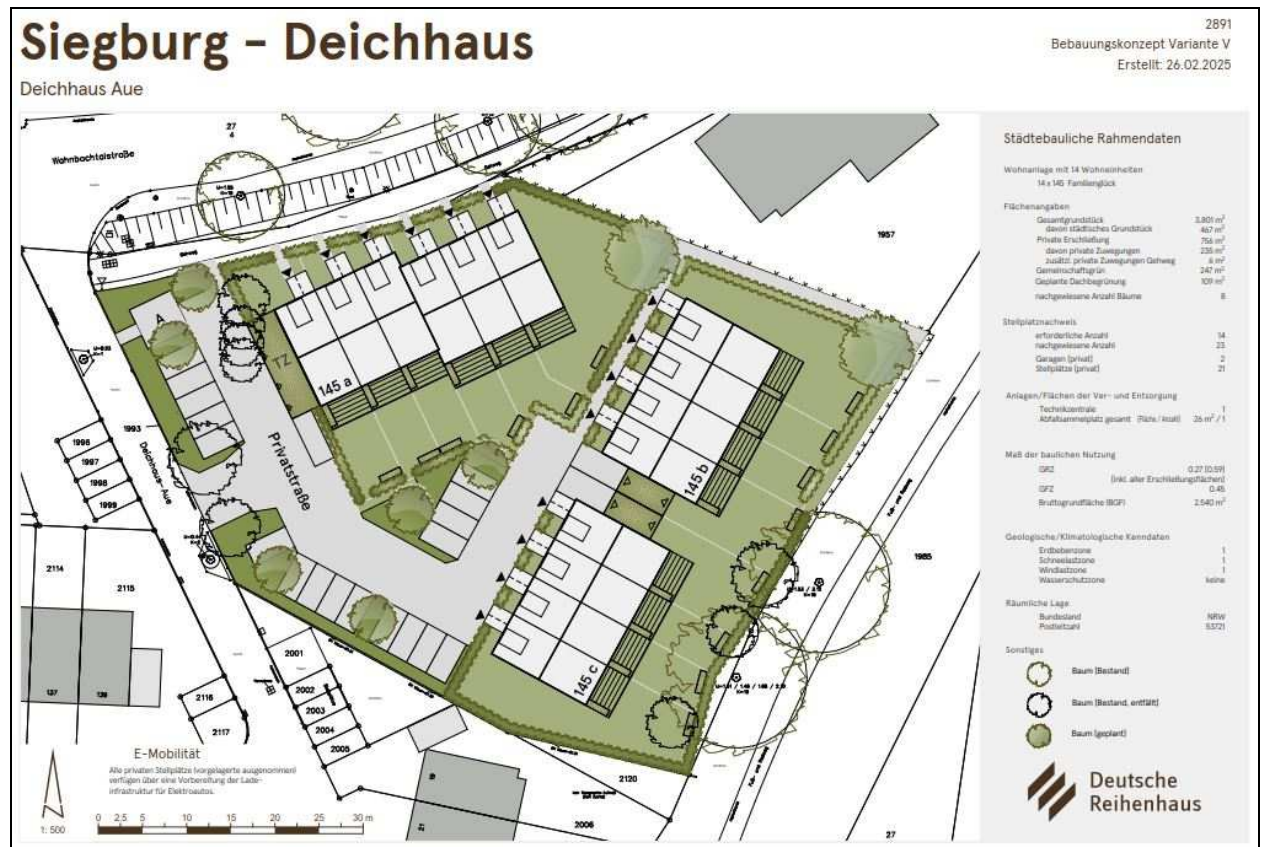 Siegburg – Deichhaus
Deichhaus Aue
2891
Bebauungskonzept Variante V
Erstellt: 26.02.2025
Wahnbachtalstraße
27
4
1957
A
TZ
145 a
1993
Privatstraße
Deichhaus-Aue
1996
1997
1998
1999
145 b
1985
2114
2115
145 c
2001
2002
2003
2004
2005
137
139
2116
2117
2120
2006
19
21
27
E-Mobilität
Alle privaten Stellplätze (vorgelagerte ausgenommen)
verfügen über eine Vorbereitung der Lade-
infrastruktur für Elektroautos.
1: 500
0 2.5 5 10 15 20 25 30 m
Städtebauliche Rahmendaten
Wohnanlage mit 14 Wohneinheiten
14 x 145 Familienglück
Flächenangaben
Gesamtgrundstück 3.801 m²
davon städtisches Grundstück 467 m²
Private Erschließung 756 m²
davon private Zuwegungen 235 m²
zusätzl. private Zuwegungen Gehweg 6 m²
Gemeinschaftsgrün 247 m²
Geplante Dachbegrünung 109 m²
nachgewiesene Anzahl Bäume 8
Stellplatznachweis
erforderliche Anzahl 14
nachgewiesene Anzahl 23
Garagen (privat) 2
Stellplätze (privat) 21
Anlagen/Flächen der Ver- und Entsorgung
Technikzentrale 1
Abfallsammelplatz gesamt 26 m² / 1
Maß der baulichen Nutzung
GRZ 0.27 (0.59)
(inkl. aller Erschließungsflächen)
GFZ 0.45
Bruttogrundfläche (BGF) 2.540 m²
Geologische/Klimatologische Kenndaten
Erdbebenzone 1
Schneelastzone 1
Windlastzone 1
Wasserschutzzone keine
Räumliche Lage
Bundesland NRW
Postleitzahl 53721
Sonstiges
Baum (Bestand)
Baum (Bestand, entfällt)
Baum (geplant)
Deutsche
Reihenhaus